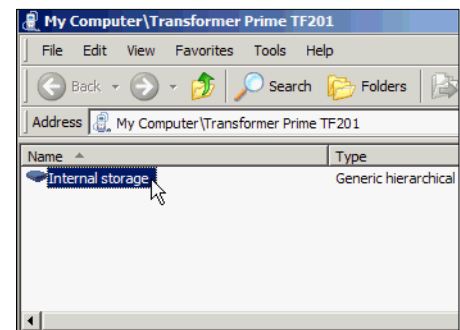 My Computer\Transformer Prime TF201
File Edit View Favorites Tools Help
Back Search Folders
Address My Computer\Transformer Prime TF201
Name Type
Internal storage Generic hierarchical